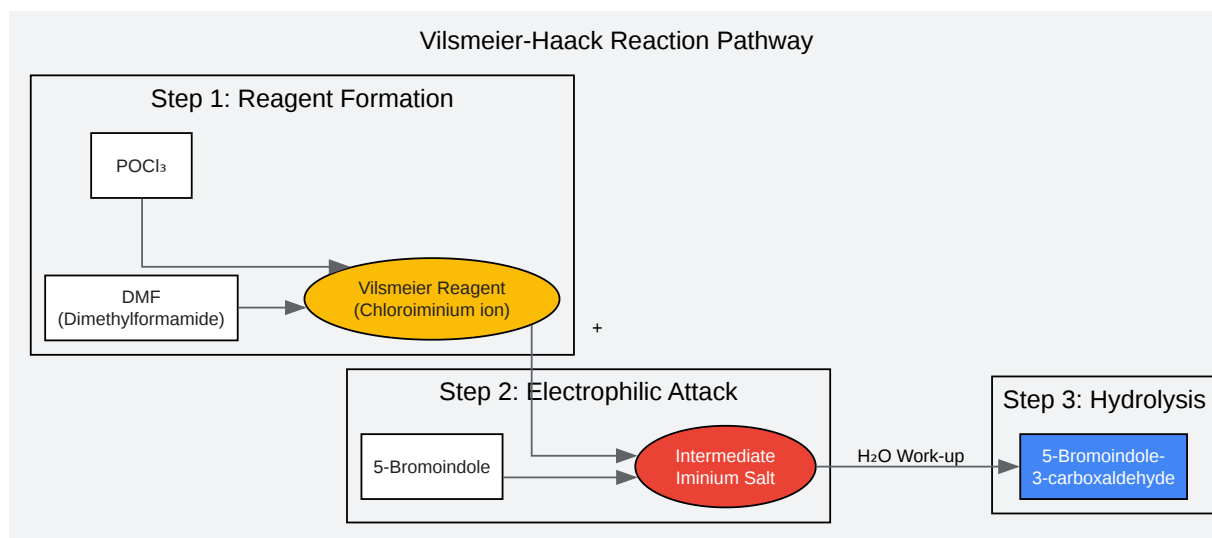 Vilsmeier-Haack Reaction Pathway
Step 1: Reagent Formation
POCl₃
DMF
(Dimethylformamide)
Vilsmeier Reagent
(Chloroiminium ion)
+
Step 2: Electrophilic Attack
5-Bromoindole
Intermediate
Iminium Salt
H₂O Work-up
Step 3: Hydrolysis
5-Bromoindole-
3-carboxaldehyde